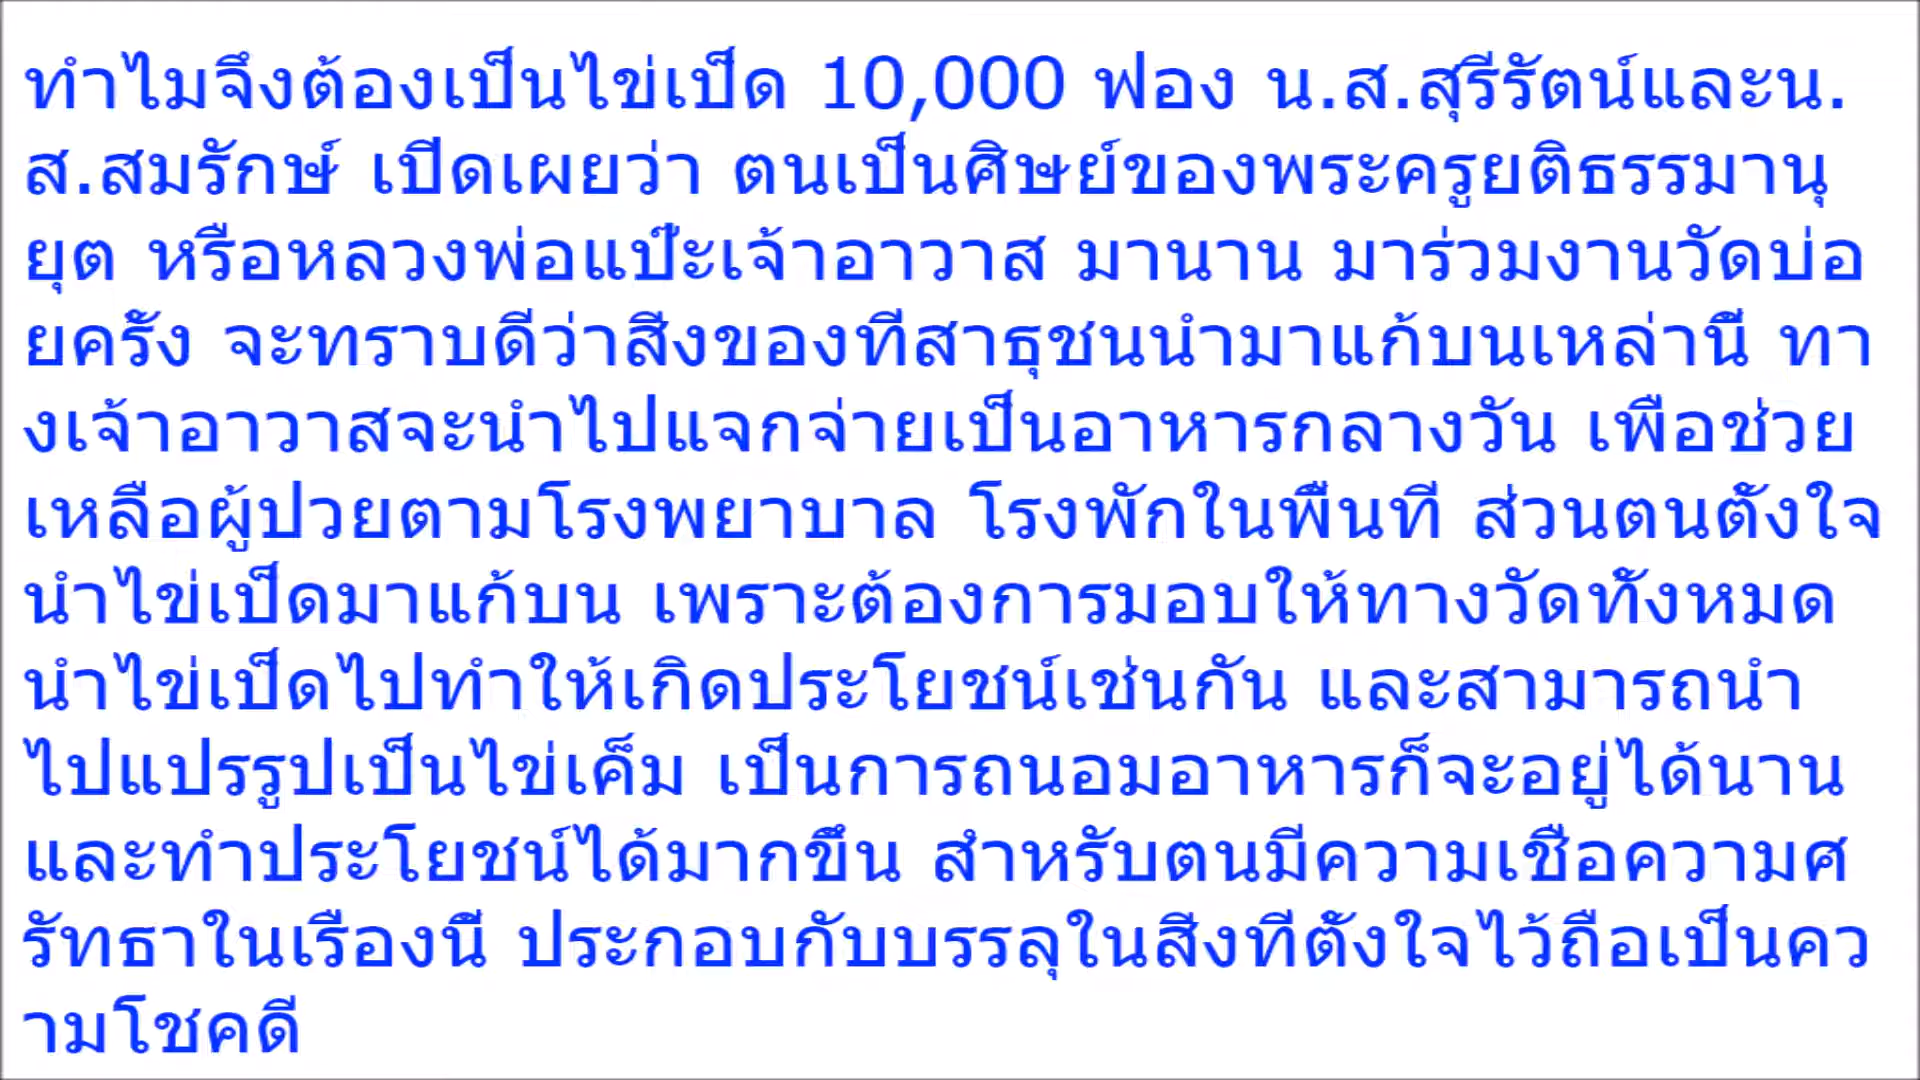 ทำไมจึงต้องเป็นไข่เป็ด 10,000 ฟอง น.ส.สุรีรัตน์และน.
ส.สมรักษ์ เปิดเผยว่า ตนเป็นศิษย์ของพระครูยติธรรมานุ
ยุต หรือหลวงพ่อแป๊ะเจ้าอาวาส มานาน มาร่วมงานวัดบ่อ
ยครั้ง จะทราบดีว่าสิ่งของที่สาธุชนนำมาแก้บนเหล่านี้ ทา
งเจ้าอาวาสจะนำไปแจกจ่ายเป็นอาหารกลางวัน เพื่อช่วย
เหลือผู้ป่วยตามโรงพยาบาล โรงพักในพื้นที่ ส่วนตนตั้งใจ
นำไข่เป็ดมาแก้บน เพราะต้องการมอบให้ทางวัดทั้งหมด
นำไข่เป็ดไปทำให้เกิดประโยชน์เช่นกัน และสามารถนำ
ไปแปรรูปเป็นไข่เค็ม เป็นการถนอมอาหารก็จะอยู่ได้นาน
และทำประโยชน์ได้มากขึ้น สำหรับตนมีความเชื่อความศ
รัทธาในเรื่องนี้ ประกอบกับบรรลุในสิ่งที่ตั้งใจไว้ถือเป็นคว
ามโชคดี